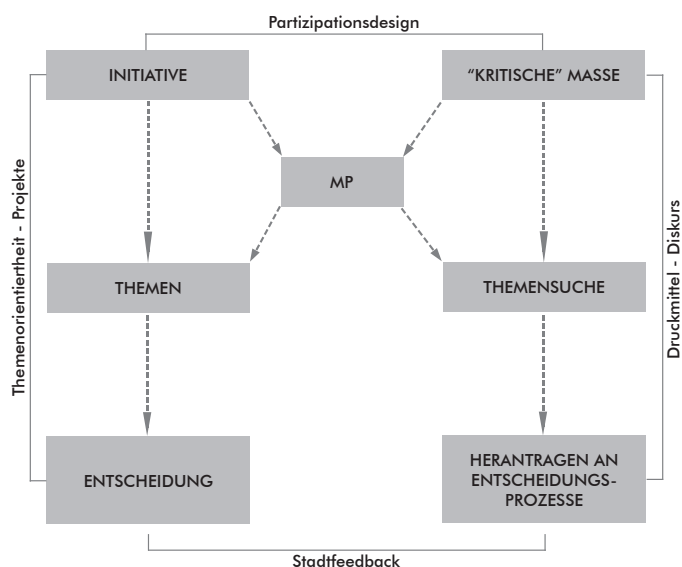 Partizipationsdesign
INITIATIVE
“KRITISCHE” MASSE
MP
Themenorientiertheit - Projekte
Druckmittel - Diskurs
THEMEN
THEMENSUCHE
ENTSCHEIDUNG
HERANTRAGEN AN
ENTSCHEIDUNGS-
PROZESSE
Stadtfeedback